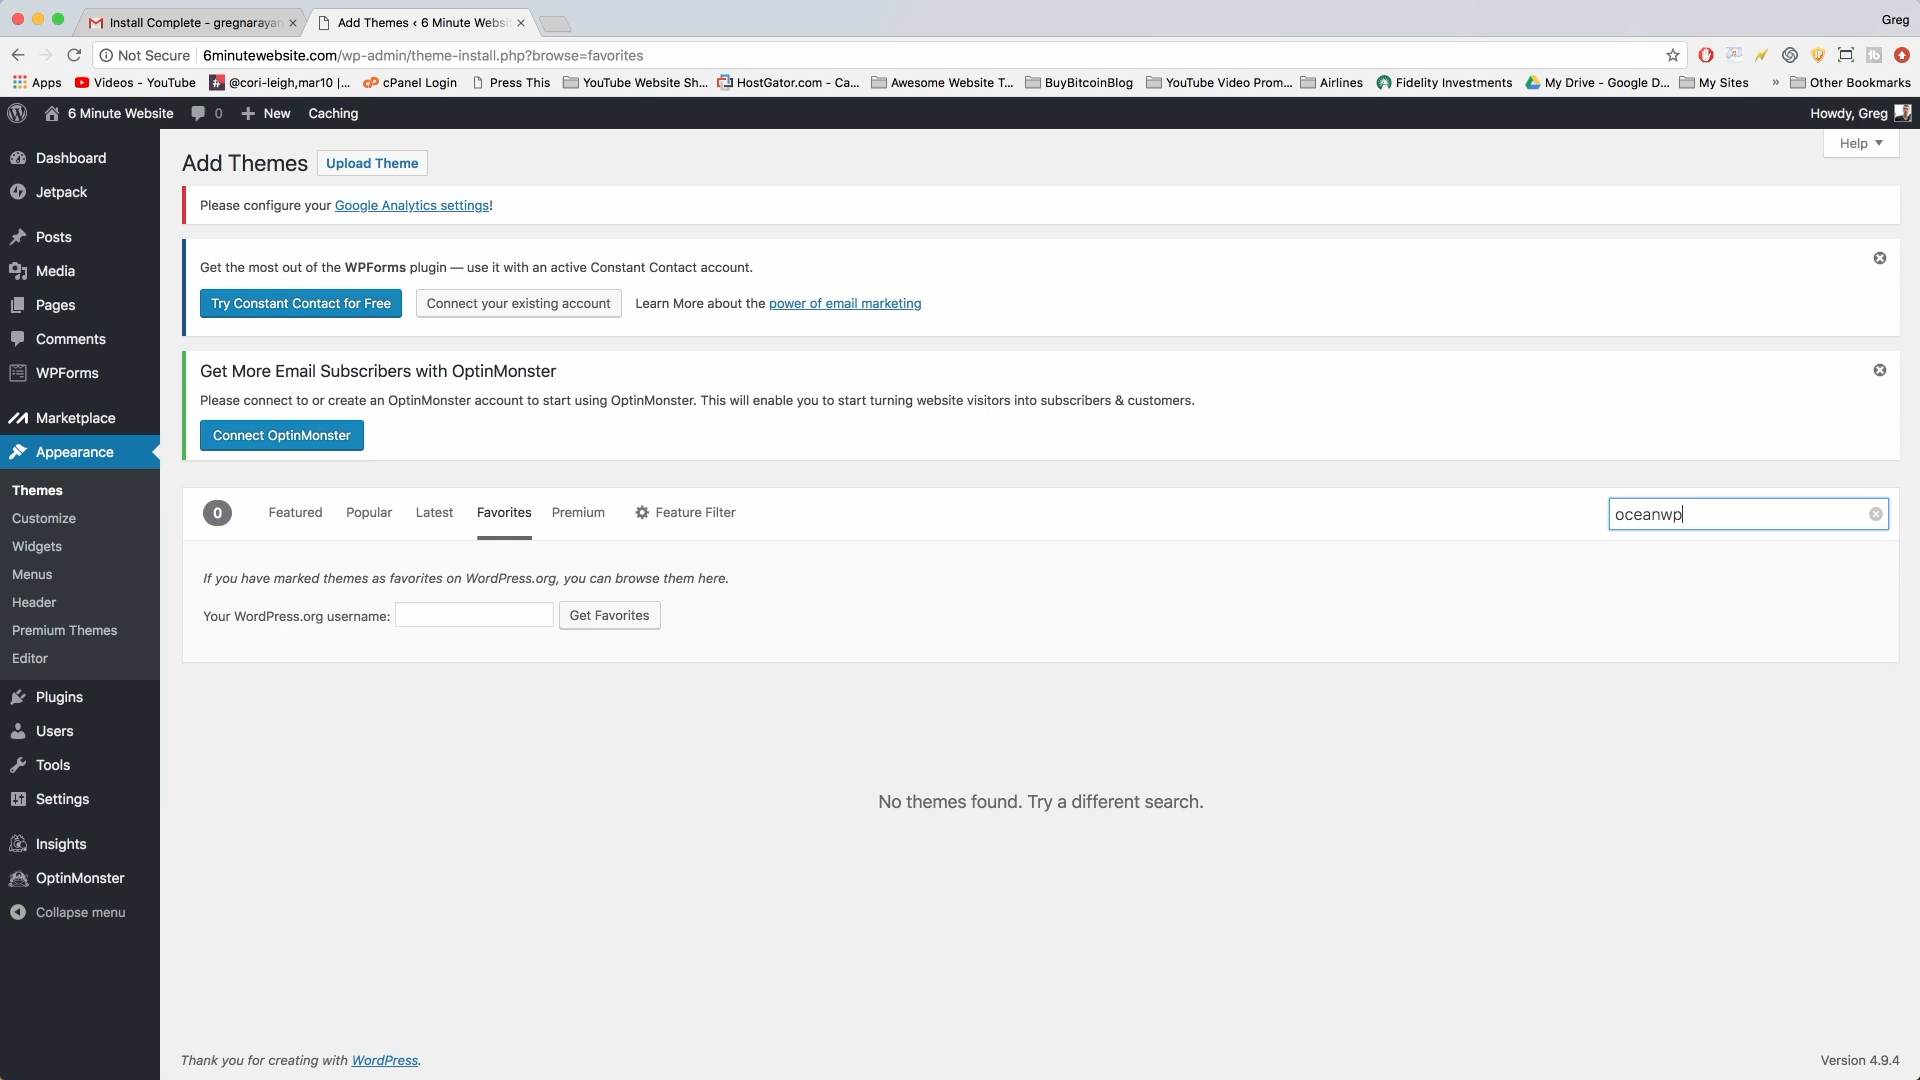 Install Complete - gregnarayan
Add Themes ‹ 6 Minute Websi
Greg
Not Secure
6minutewebsite.com/wp-admin/theme-install.php?browse=favorites
Apps
Videos - YouTube
@cori-leigh,mar10 |...
cPanel Login
Press This
YouTube Website Sh...
HostGator.com - Ca...
Awesome Website T...
BuyBitcoinBlog
YouTube Video Prom...
Airlines
Fidelity Investments
My Drive - Google D...
My Sites
»
Other Bookmarks
6 Minute Website
0
New
Caching
Howdy, Greg
Dashboard
Jetpack
Posts
Media
Pages
Comments
WPForms
Marketplace
Appearance
Themes
Customize
Widgets
Menus
Header
Premium Themes
Editor
Plugins
Users
Tools
Settings
Insights
OptinMonster
Collapse menu
Help
Add Themes
Upload Theme
Please configure your Google Analytics settings!
Get the most out of the WPForms plugin — use it with an active Constant Contact account.
Try Constant Contact for Free
Connect your existing account
Learn More about the power of email marketing
Get More Email Subscribers with OptinMonster
Please connect to or create an OptinMonster account to start using OptinMonster. This will enable you to start turning website visitors into subscribers & customers.
Connect OptinMonster
0
Featured
Popular
Latest
Favorites
Premium
Feature Filter
oceanwp
If you have marked themes as favorites on WordPress.org, you can browse them here.
Your WordPress.org username:
Get Favorites
No themes found. Try a different search.
Thank you for creating with WordPress.
Version 4.9.4